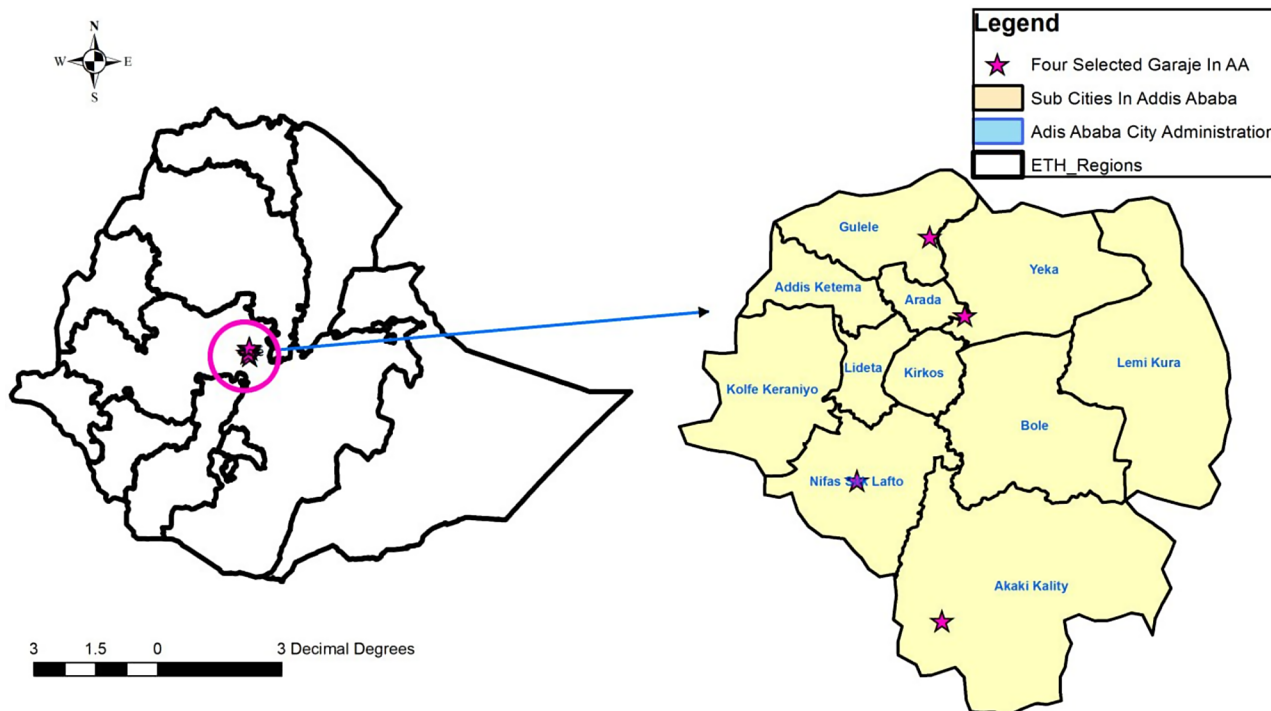 N
W E
S
Legend
Four Selected Garaje In AA
Sub Cities In Addis Ababa
Adis Ababa City Administration
ETH_Regions
Gulele
Yeka
Addis Ketema
Arada
Lemi Kura
Lideta
Kirkos
Kolfe Keraniyo
Bole
Nifas Lafto
Akaki Kality
3 1.5 0 3 Decimal Degrees